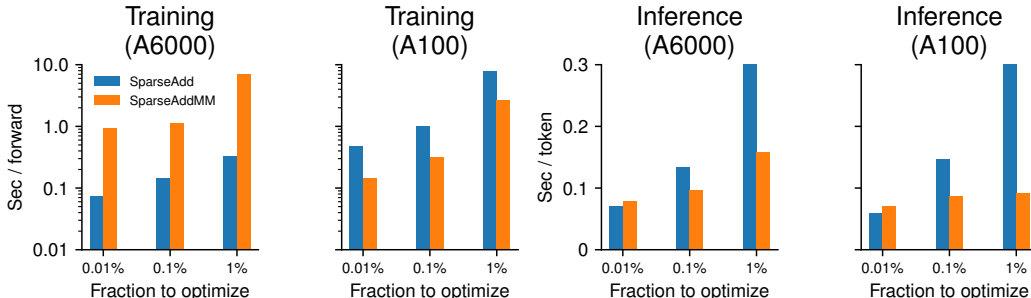 Training
(A6000)
Training
(A100)
Inference
(A6000)
Inference
(A100)
Sec / forward
10.0
1.0
0.1
0.01
SparseAdd
SparseAddMM
0.01%
0.1%
1%
Fraction to optimize
0.01%
0.1%
1%
Fraction to optimize
Sec / token
0.3
0.2
0.1
0
0.01%
0.1%
1%
Fraction to optimize
0.01%
0.1%
1%
Fraction to optimize